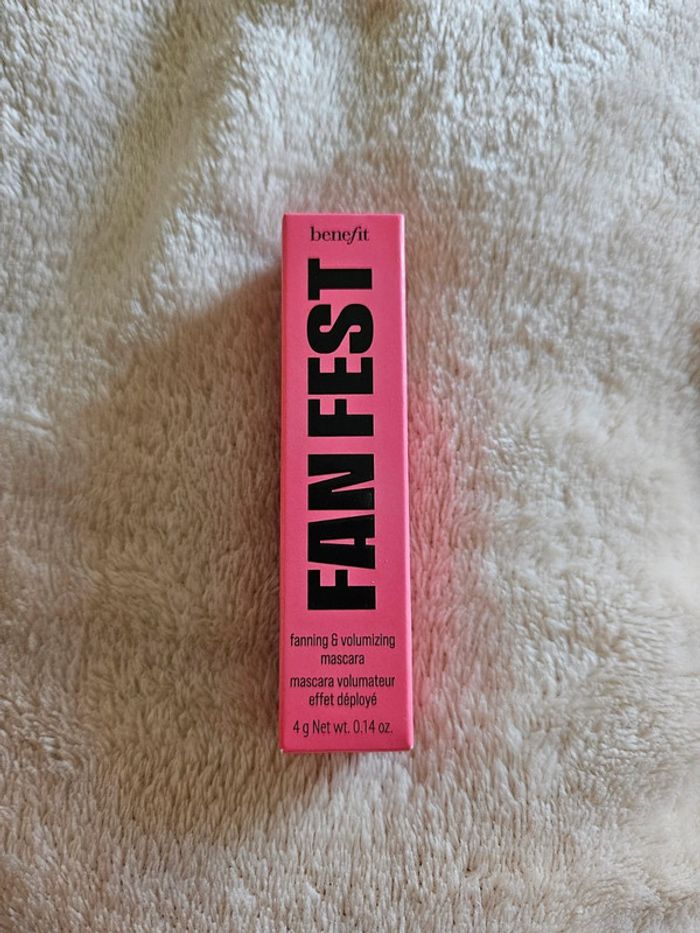 benefit
FAN FEST
fanning & volumizing
mascara
mascara volumateur
effet déployé
4 g Net wt. 0.14 oz.